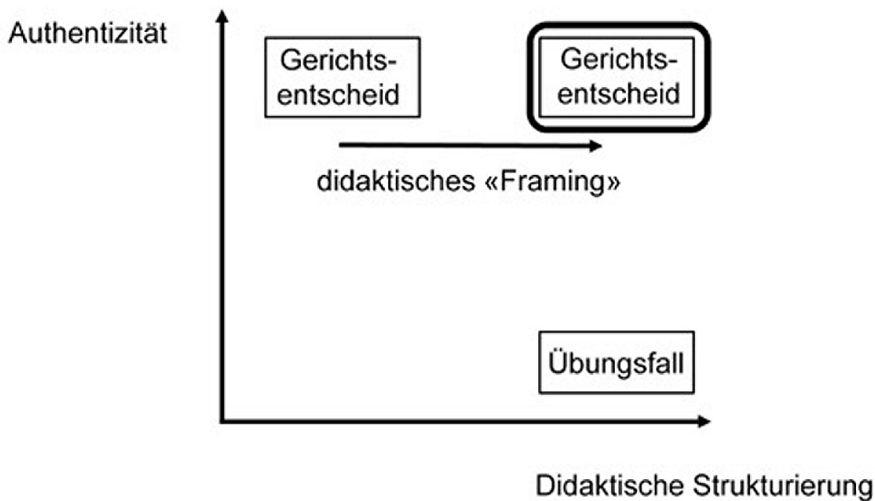 Authentizität
Gerichts-
entscheid
Gerichts-
entscheid
didaktisches «Framing»
Übungsfall
Didaktische Strukturierung